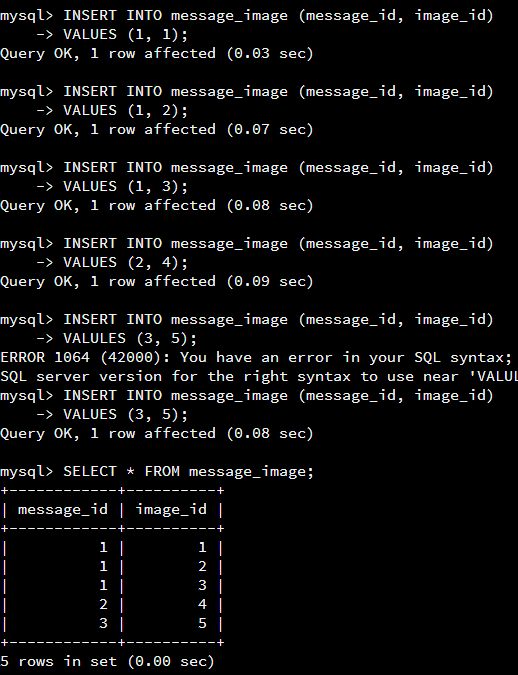 mysql> INSERT INTO message_image (message_id, image_id)
    -> VALUES (1, 1);
Query OK, 1 row affected (0.03 sec)

mysql> INSERT INTO message_image (message_id, image_id)
    -> VALUES (1, 2);
Query OK, 1 row affected (0.07 sec)

mysql> INSERT INTO message_image (message_id, image_id)
    -> VALUES (1, 3);
Query OK, 1 row affected (0.08 sec)

mysql> INSERT INTO message_image (message_id, image_id)
    -> VALUES (2, 4);
Query OK, 1 row affected (0.09 sec)

mysql> INSERT INTO message_image (message_id, image_id)
    -> VALULES (3, 5);
ERROR 1064 (42000): You have an error in your SQL syntax;
SQL server version for the right syntax to use near 'VALUL
mysql> INSERT INTO message_image (message_id, image_id)
    -> VALUES (3, 5);
Query OK, 1 row affected (0.08 sec)

mysql> SELECT * FROM message_image;
+------------+----------+
| message_id | image_id |
+------------+----------+
|          1 |        1 |
|          1 |        2 |
|          1 |        3 |
|          2 |        4 |
|          3 |        5 |
+------------+----------+
5 rows in set (0.00 sec)